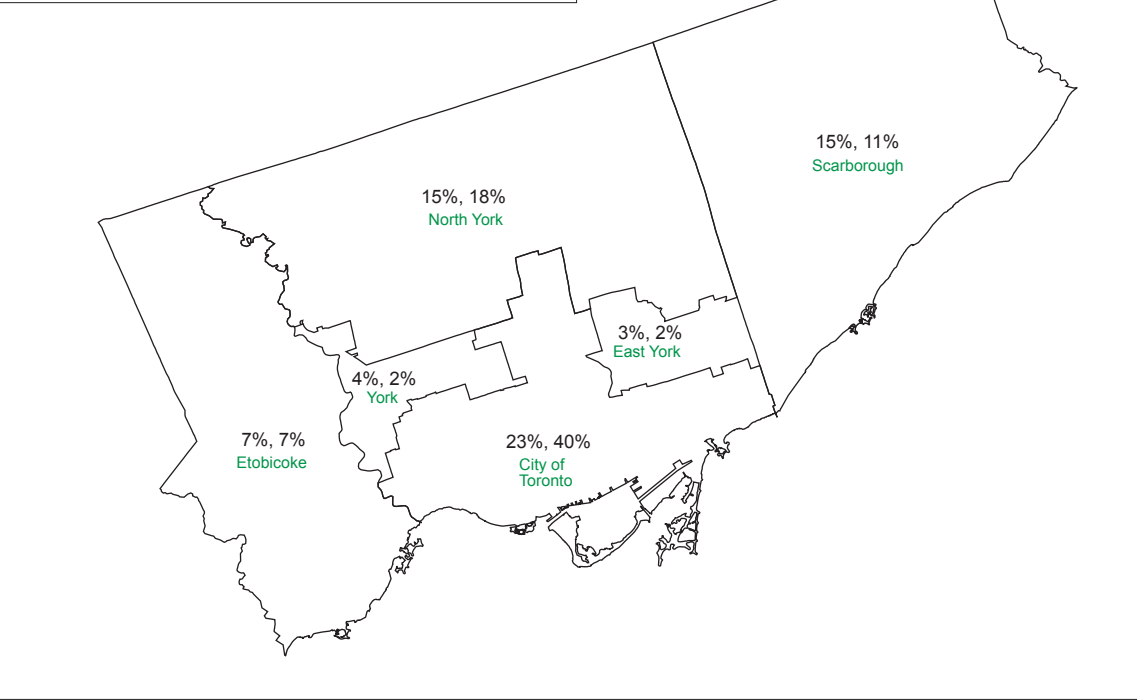 15%, 11%
Scarborough
15%, 18%
North York
3%, 2%
East York
4%, 2%
York
7%, 7%
Etobicoke
23%, 40%
City of
Toronto